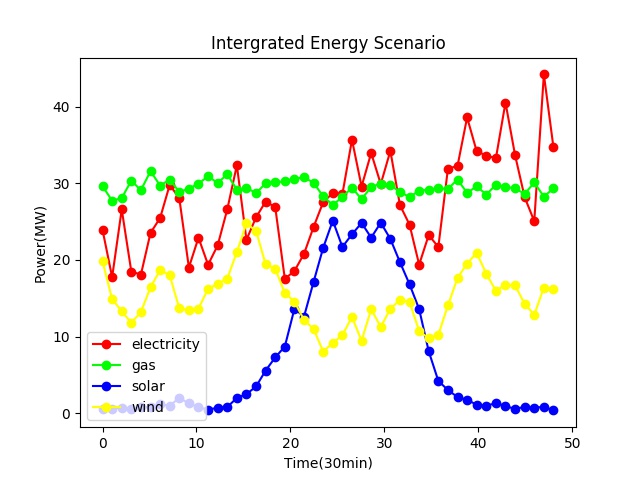 Intergrated Energy Scenario
Power(MW)
40
30
20
10
0
electricity
gas
solar
wind
0 10 20 30 40 50
Time(30min)